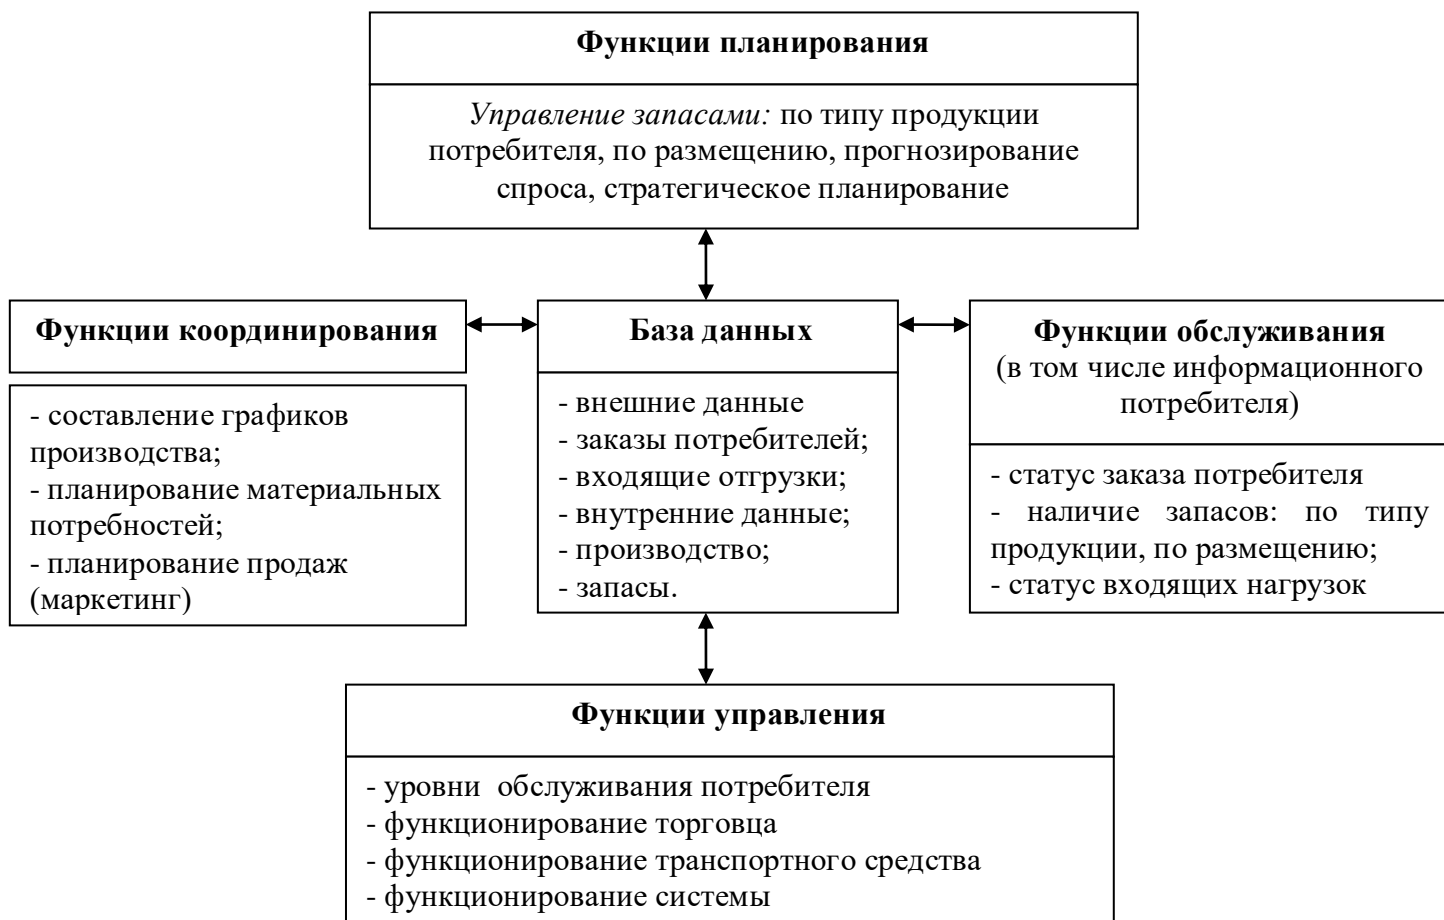 Функции планирования
Управление запасами: по типу продукции
потребителя, по размещению, прогнозирование
спроса, стратегическое планирование
Функции координирования
- составление графиков
производства;
- планирование материальных
потребностей;
- планирование продаж
(маркетинг)
База данных
- внешние данные
- заказы потребителей;
- входящие отгрузки;
- внутренние данные;
- производство;
- запасы.
Функции обслуживания
(в том числе информационного
потребителя)
- статус заказа потребителя
- наличие запасов: по типу
продукции, по размещению;
- статус входящих нагрузок
Функции управления
- уровни обслуживания потребителя
- функционирование торговца
- функционирование транспортного средства
- функционирование системы